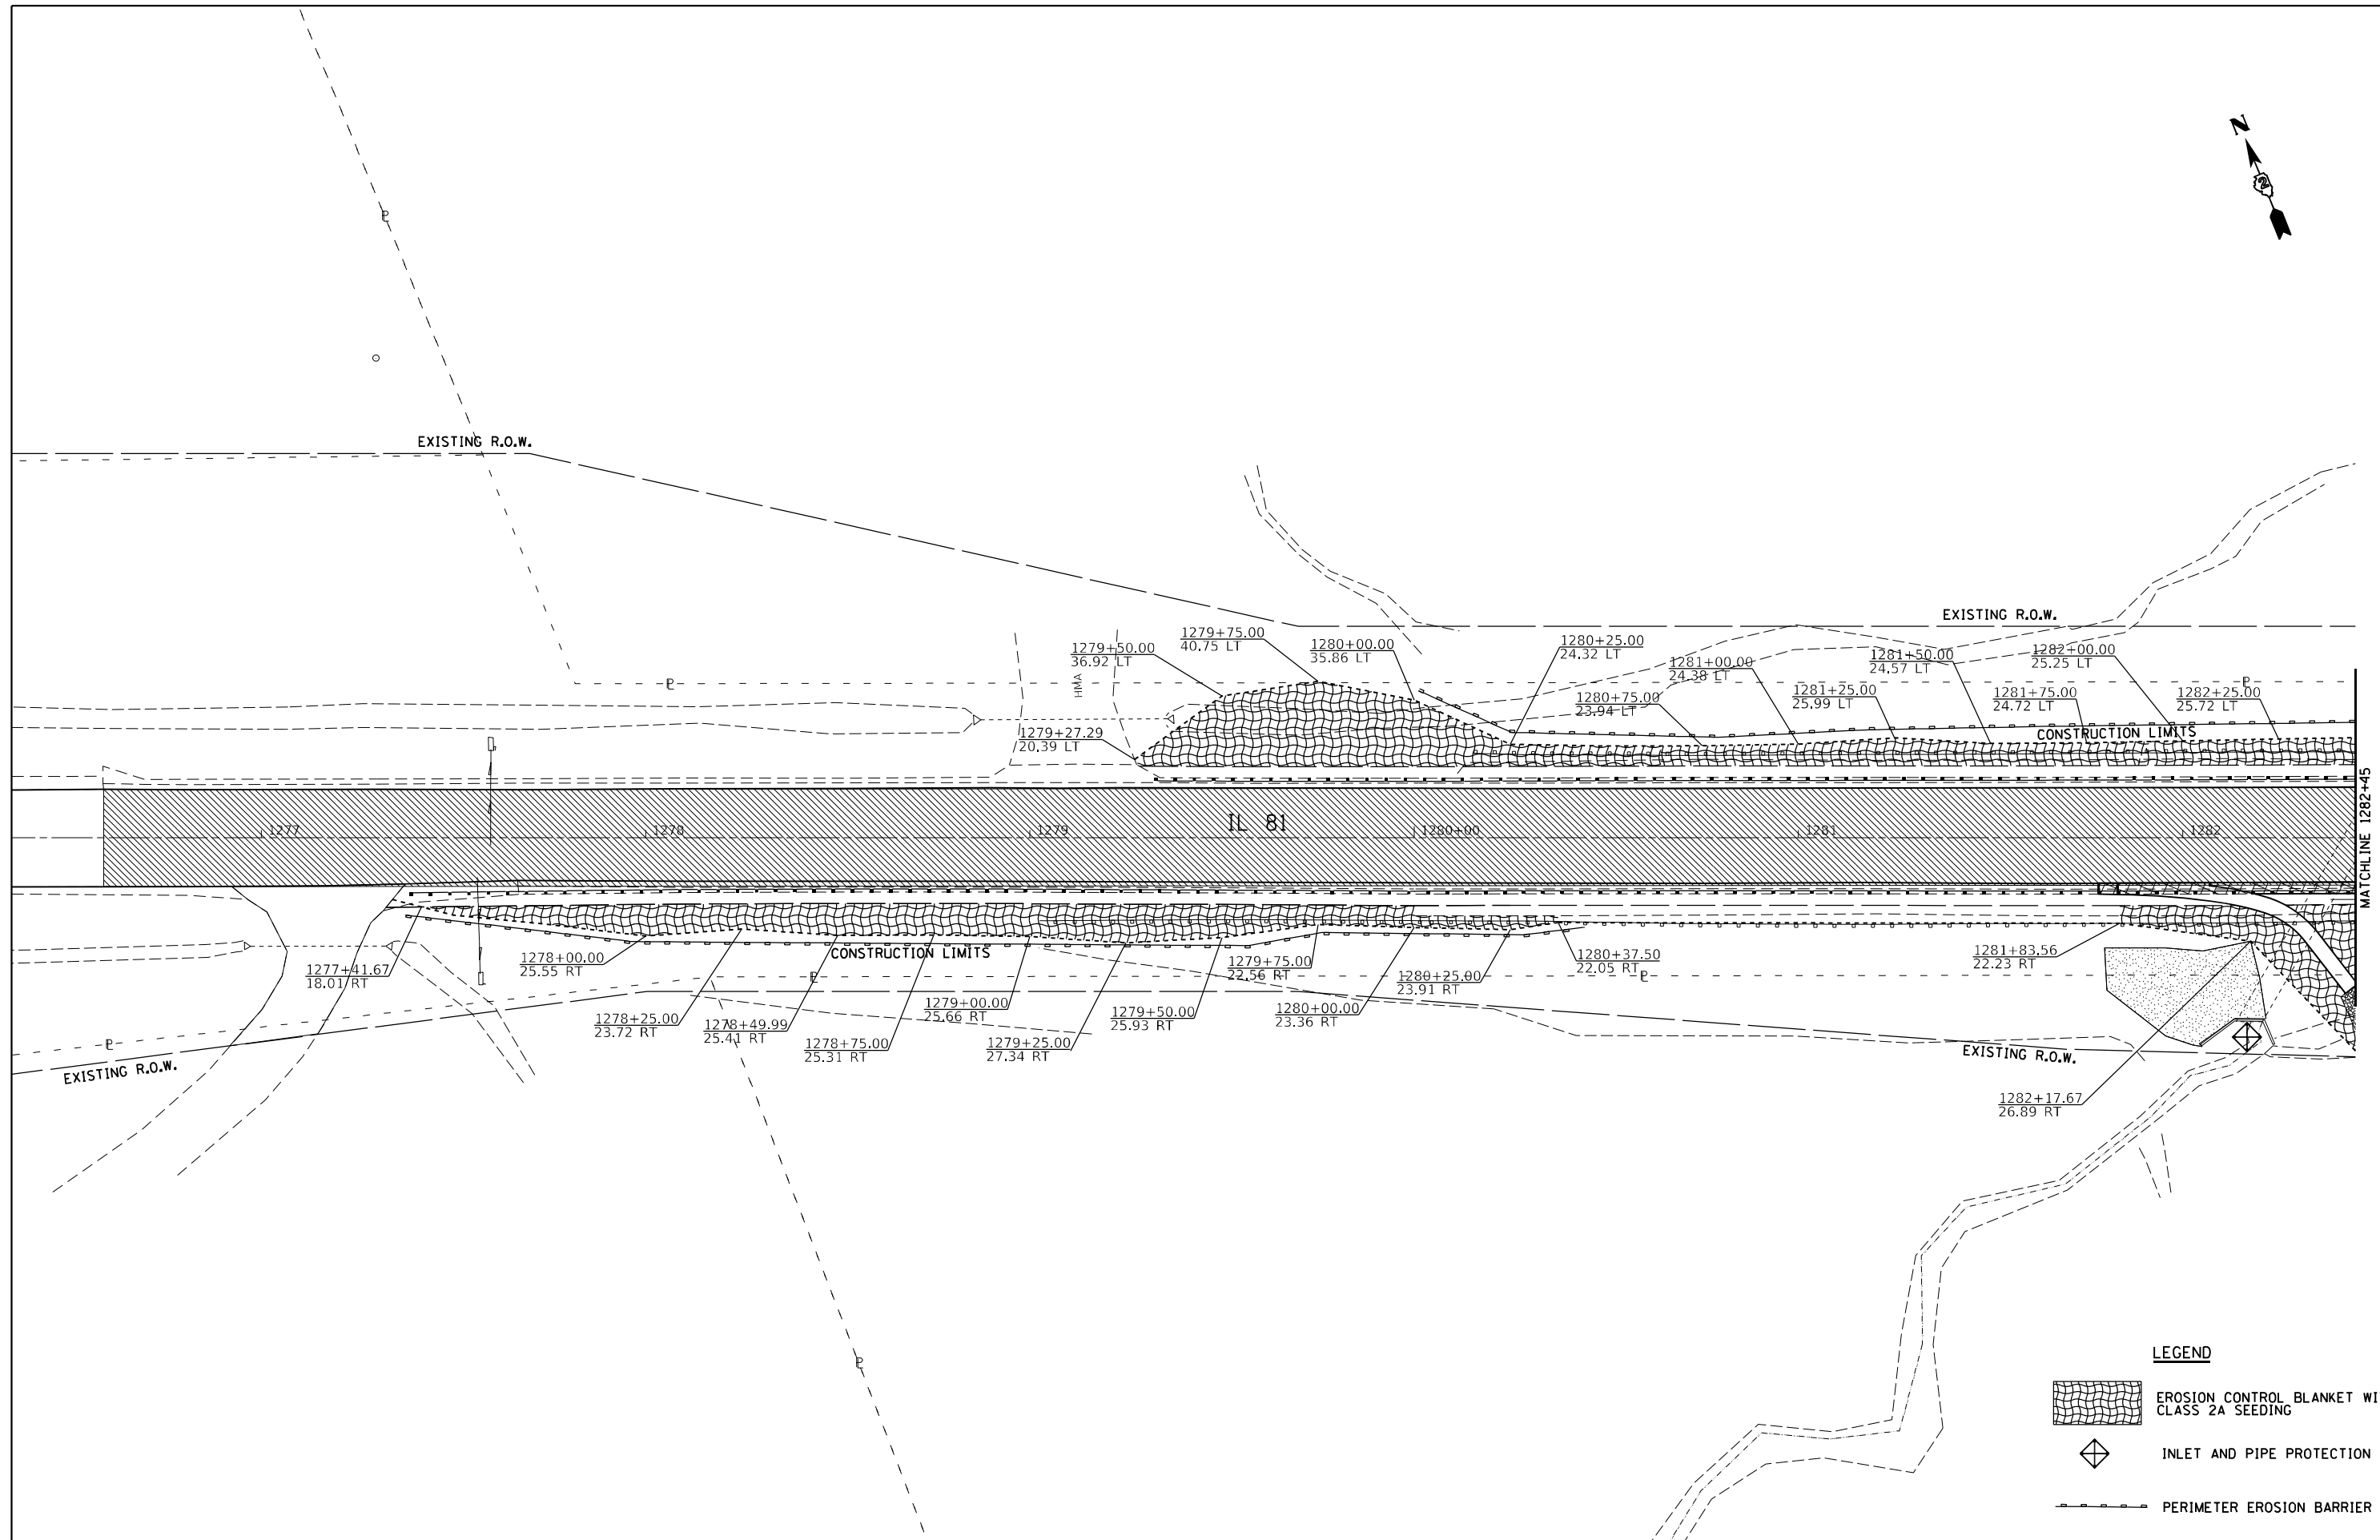 N
2
EXISTING R.O.W.
EXISTING R.O.W.
1279+50.00
36.92 LT
1279+75.00
40.75 LT
1280+00.00
35.86 LT
1280+25.00
24.32 LT
1281+00.00
24.38 LT
1281+50.00
24.57 LT
1282+00.00
25.25 LT
HMA
1280+75.00
23.94 LT
1281+25.00
25.99 LT
1281+75.00
24.72 LT
1282+25.00
25.72 LT
1279+27.29
20.39 LT
CONSTRUCTION LIMITS
MATCHLINE 1282+45
1277
1278
1279
IL 81
1280+00
1281
1282
1277+41.67
18.01 RT
1278+00.00
25.55 RT
CONSTRUCTION LIMITS
1279+75.00
22.56 RT
1280+25.00
23.91 RT
1280+37.50
22.05 RT
1281+83.56
22.23 RT
1278+25.00
23.72 RT
1278+49.99
25.41 RT
1278+75.00
25.31 RT
1279+00.00
25.66 RT
1279+25.00
27.34 RT
1279+50.00
25.93 RT
1280+00.00
23.36 RT
EXISTING R.O.W.
EXISTING R.O.W.
1282+17.67
26.89 RT
LEGEND
EROSION CONTROL BLANKET WI
CLASS 2A SEEDING
INLET AND PIPE PROTECTION
PERIMETER EROSION BARRIER